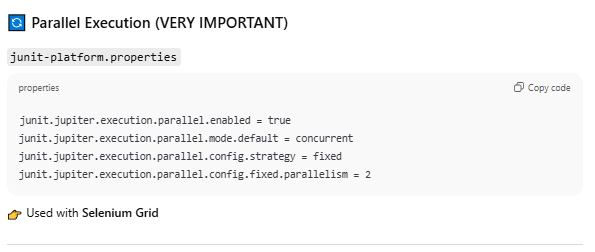 🔄 Parallel Execution (VERY IMPORTANT)
junit-platform.properties
properties
Copy code
junit.jupiter.execution.parallel.enabled = true
junit.jupiter.execution.parallel.mode.default = concurrent
junit.jupiter.execution.parallel.config.strategy = fixed
junit.jupiter.execution.parallel.config.fixed.parallelism = 2
👉 Used with Selenium Grid